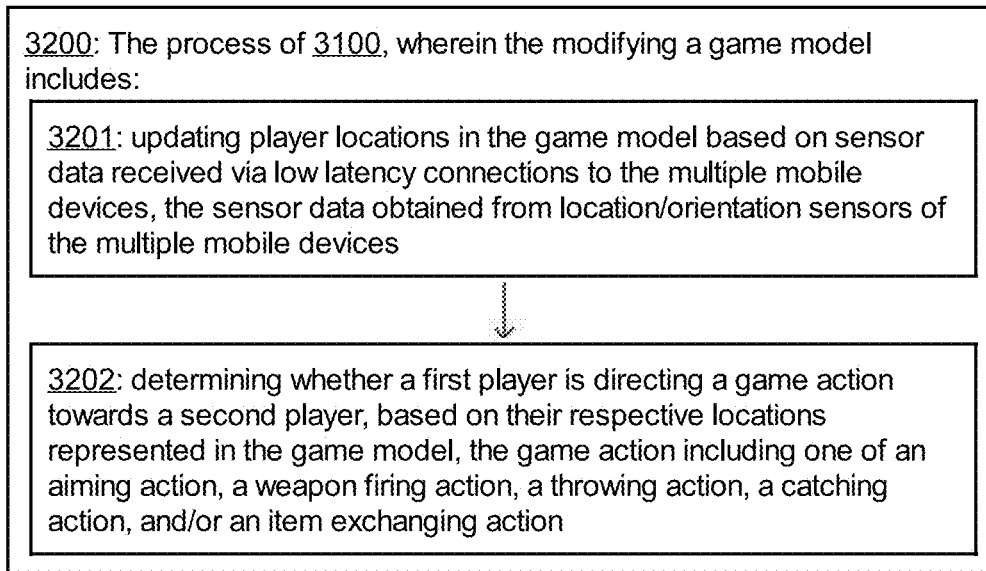 3200: The process of 3100, wherein the modifying a game model
includes:
3201: updating player locations in the game model based on sensor
data received via low latency connections to the multiple mobile
devices, the sensor data obtained from location/orientation sensors of
the multiple mobile devices
3202: determining whether a first player is directing a game action
towards a second player, based on their respective locations
represented in the game model, the game action including one of an
aiming action, a weapon firing action, a throwing action, a catching
action, and/or an item exchanging action